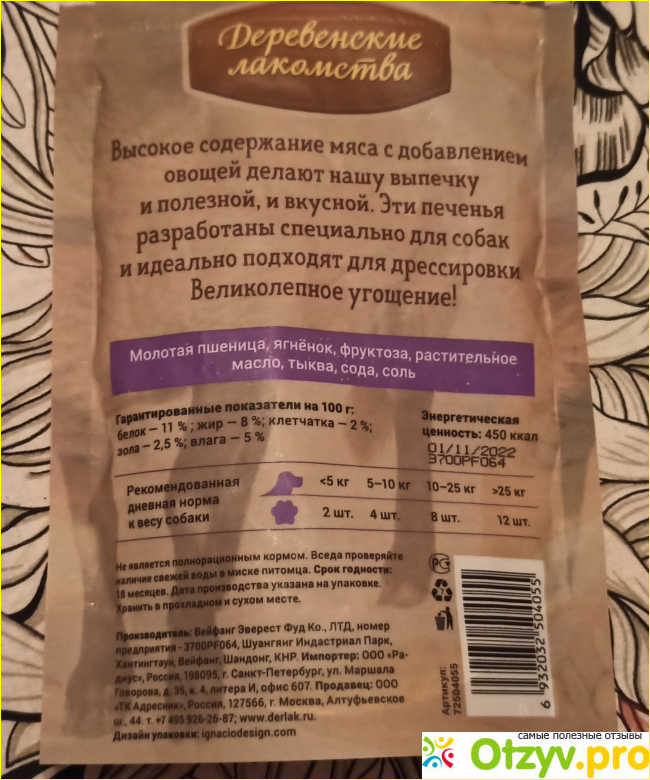 Деревенские
лакомства
Высокое содержание мяса с добавлением
овощей делают нашу выпечку
и полезной, и вкусной. Эти печенья
разработаны специально для собак
и идеально подходят для дрессировки.
Великолепное угощение!
Молотая пшеница, ягнёнок, фруктоза, растительное
масло, тыква, сода, соль
Гарантированные показатели на 100 г:
белок — 11 % ; жир — 8 %; клетчатка — 2 %;
зола — 2,5 %; влага — 5 %
Энергетическая
ценность: 450 ккал
01/11/2022
3700PF064
Рекомендованная
дневная норма
к весу собаки
<5 кг 5–10 кг 10–25 кг >25 кг
2 шт. 4 шт. 8 шт. 12 шт.
Не является полнорационным кормом. Вседа проверяйте
наличие свежей воды в миске питомца. Срок годности:
18 месяцев. Дата производства указана на упаковке.
Хранить в прохладном и сухом месте.
Производитель: Вейфанг Эверест Фуд Ко., ЛТД, номер
предприятия - 3700PF064, Шуангянг Индастриал Парк,
Хантингтаун, Вейфанг, Шандонг, КНР. Импортер: ООО «Ра-
диус», Россия, 198095, г. Санкт-Петербург, ул. Маршала
Говорова, д. 35, к. 4, литера И, офис 607. Продавец: ООО
«ТК Адресник», Россия, 127566, г. Москва, Алтуфьевское
ш., 44. т. +7 495 926-26-87; www.derlak.ru.
Дизайн упаковки: ignaciodesign.com
Артикул:
72504055
6 932032 504055
самые полезные отзывы
Otzyv.pro